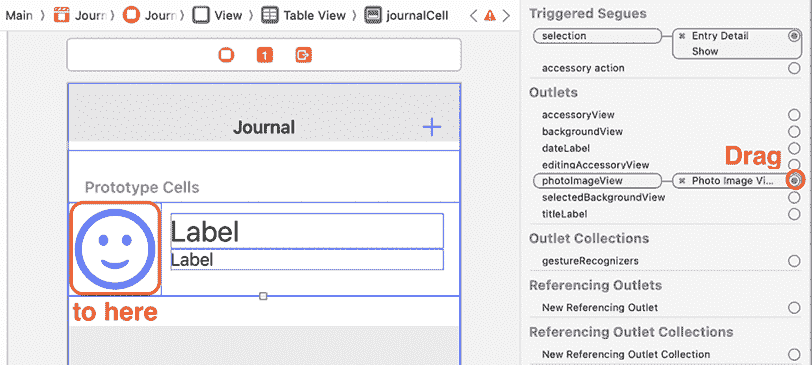 Main 〉 Journ 〉 Journ 〉 View 〉 Table View 〉 journalCell
1
Journal
+
Prototype Cells
Label
Label
to here
Triggered Segues
selection
Entry Detail
Show
accessory action
Outlets
accessoryView
backgroundView
dateLabel
editingAccessoryView
Drag
photoImageView
Photo Image Vi...
selectedBackgroundView
titleLabel
Outlet Collections
gestureRecognizers
Referencing Outlets
New Referencing Outlet
Referencing Outlet Collections
New Referencing Outlet Collection